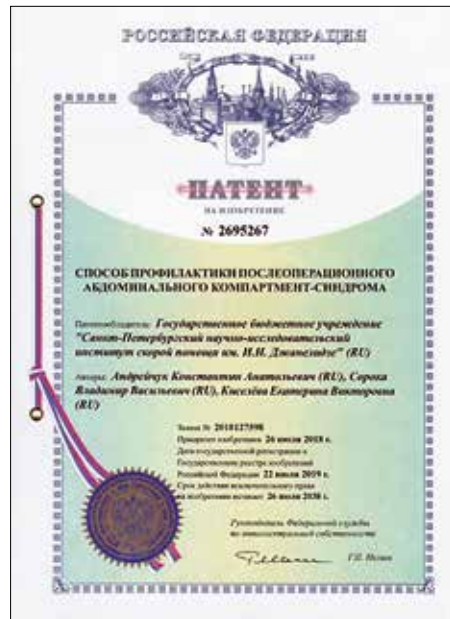 РОССИЙСКАЯ ФЕДЕРАЦИЯ
ПАТЕНТ
НА ИЗОБРЕТЕНИЕ
№ 2695267
СПОСОБ ПРОФИЛАКТИКИ ПОСЛЕОПЕРАЦИОННОГО
АБДОМИНАЛЬНОГО КОМПАРТМЕНТ-СИНДРОМА
Патентообладатель: Государственное бюджетное учреждение
"Санкт-Петербургский научно-исследовательский
институт скорой помощи им. И.И. Джанелидзе" (RU)
Авторы: Андрейчук Константин Анатольевич (RU), Сорока
Владимир Васильевич (RU), Киселёва Екатерина Викторовна
(RU)
Заявка № 2018127598
Приоритет изобретения 26 июля 2018 г.
Дата государственной регистрации в
Государственном реестре изобретений
Российской Федерации 22 июля 2019 г.
Срок действия исключительного права
на изобретение истекает 26 июля 2038 г.
Руководитель Федеральной службы
по интеллектуальной собственности
Г.П. Ивлиев